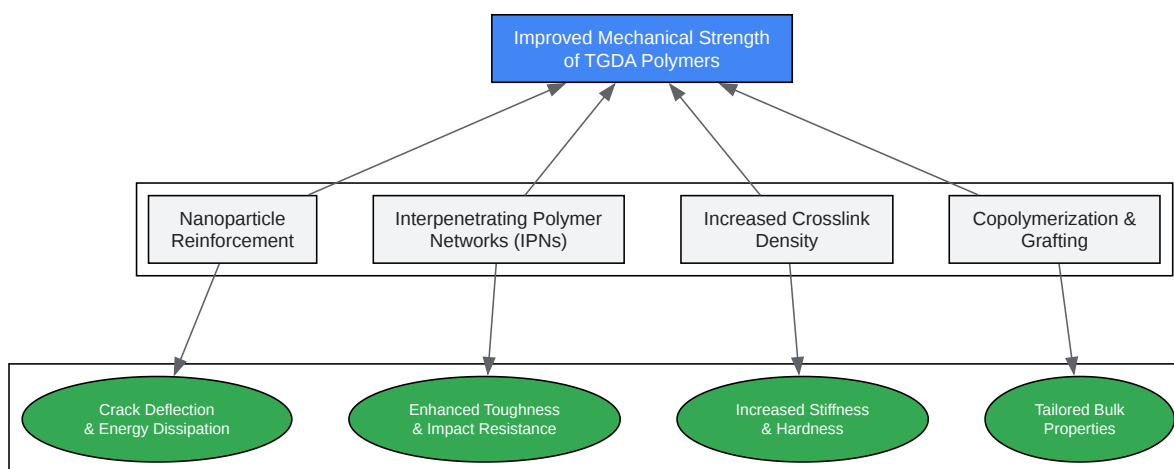 Improved Mechanical Strength
of TGDA Polymers
Nanoparticle
Reinforcement
Interpenetrating Polymer
Networks (IPNs)
Increased Crosslink
Density
Copolymerization &
Grafting
Crack Deflection
& Energy Dissipation
Enhanced Toughness
& Impact Resistance
Increased Stiffness
& Hardness
Tailored Bulk
Properties